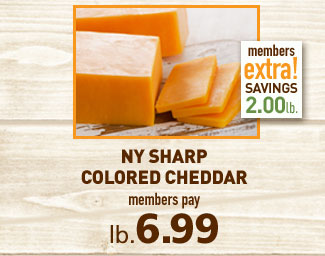 members
extra!
SAVINGS
2.00lb.
NY SHARP
COLORED CHEDDAR
members pay
lb.6.99